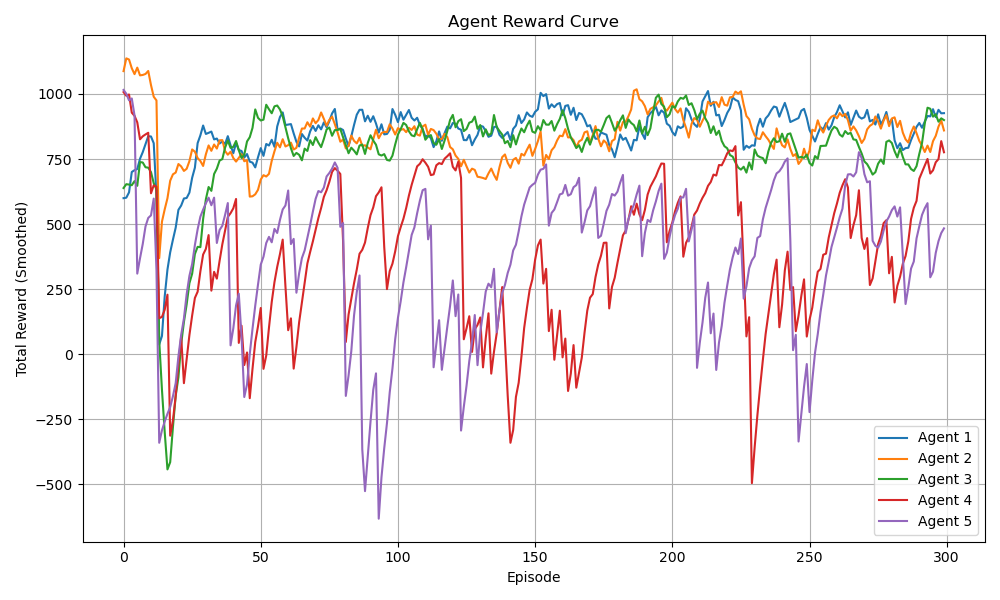 Agent Reward Curve
Total Reward (Smoothed)
1000
750
500
250
0
−250
−500
0 50 100 150 200 250 300
Episode
Agent 1
Agent 2
Agent 3
Agent 4
Agent 5